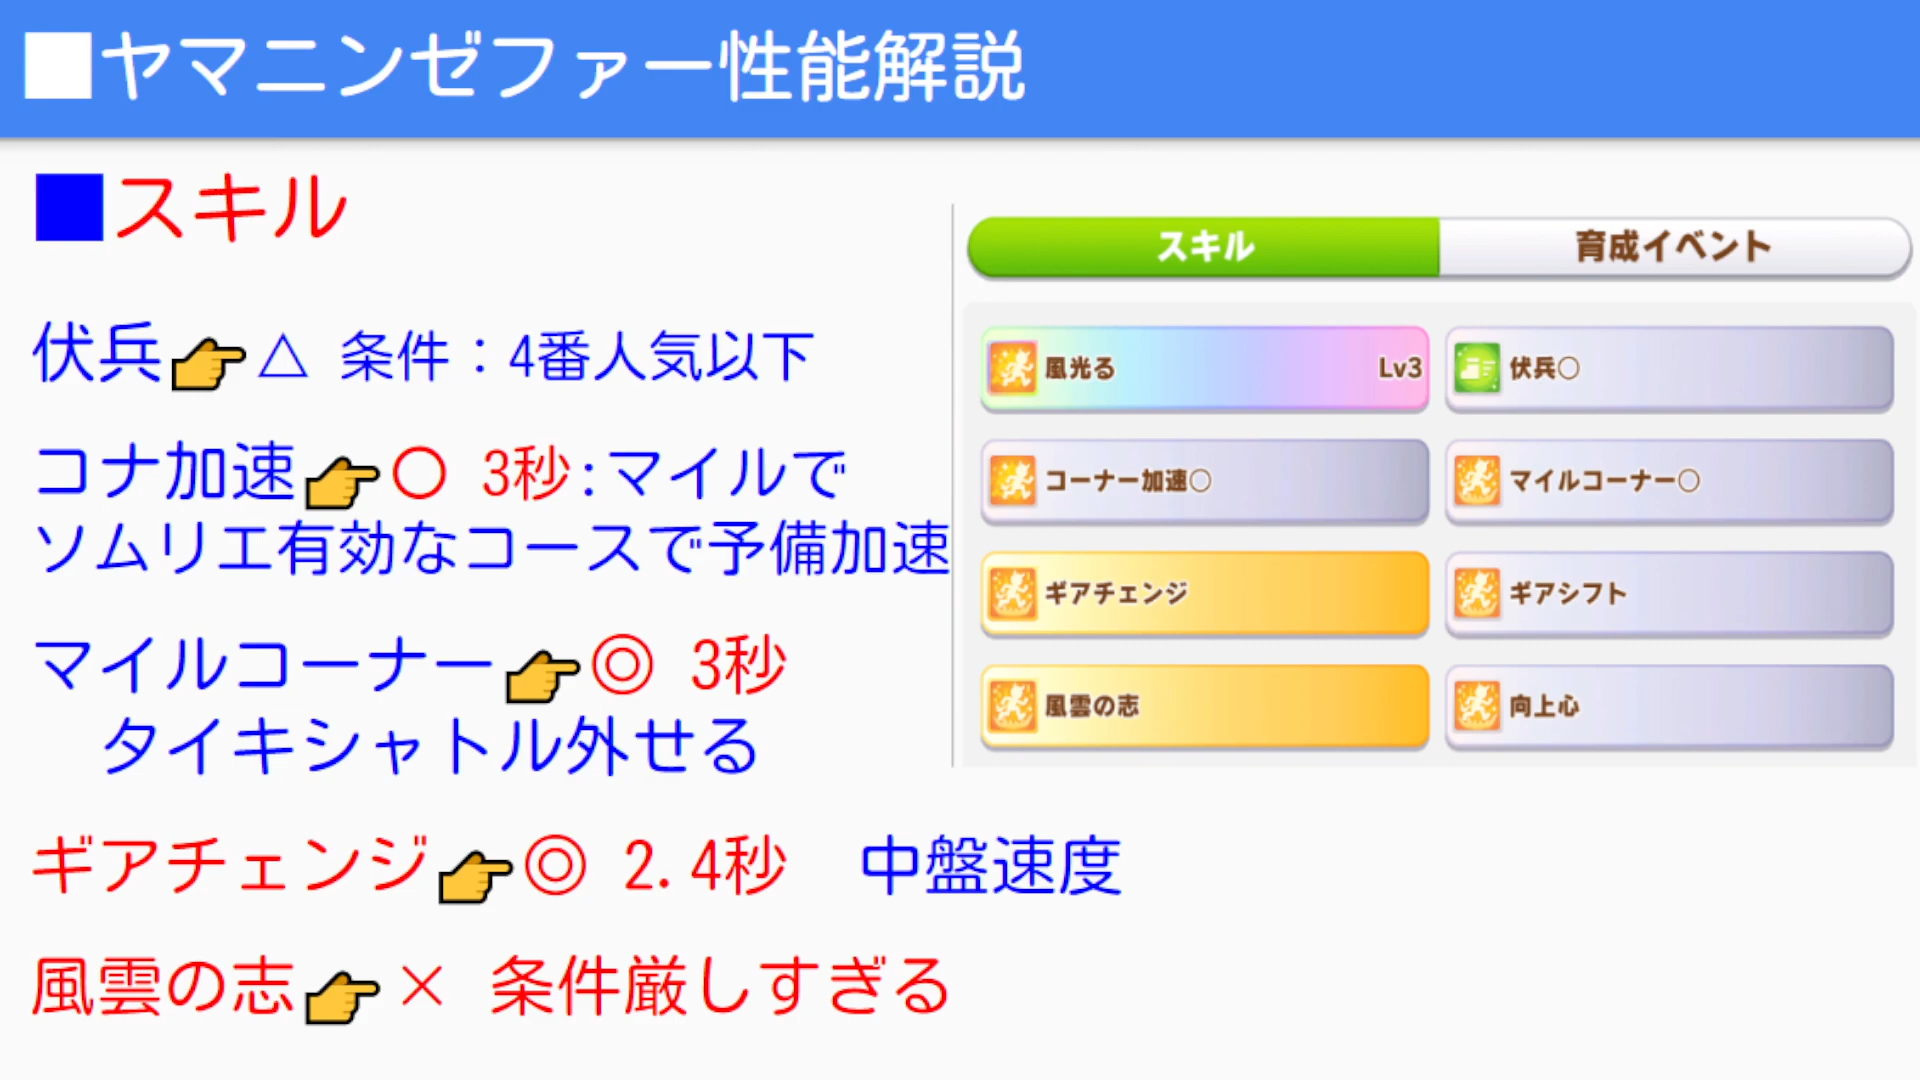 ■ヤマニンゼファー性能解説
■スキル
伏兵👉△ 条件：4番人気以下
コナ加速👉〇 3秒:マイルで
ソムリエ有効なコースで予備加速
マイルコーナー👉◎ 3秒
タイキシャトル外せる
ギアチェンジ👉◎ 2.4秒 中盤速度
風雲の志👉× 条件厳しすぎる
スキル 育成イベント
風光る Lv3 伏兵○
コーナー加速○ マイルコーナー○
ギアチェンジ ギアシフト
風雲の志 向上心